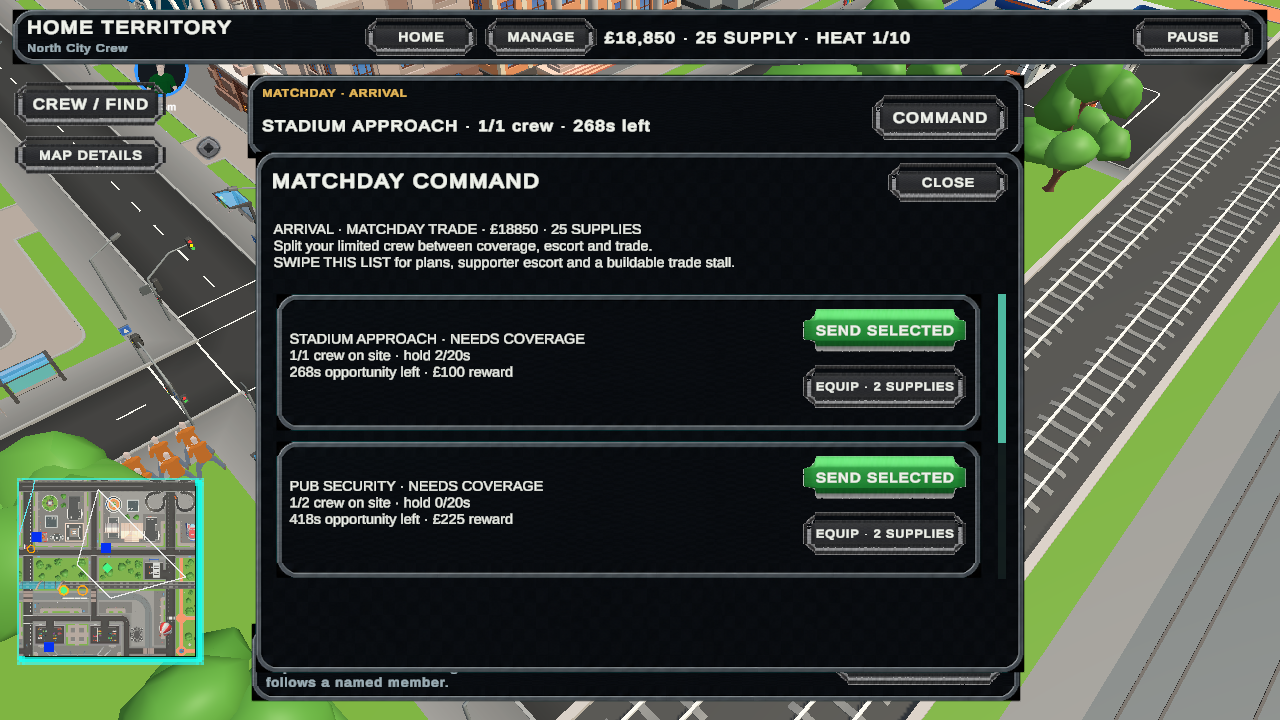 HOME TERRITORY
North City Crew
HOME
MANAGE
£18,850 · 25 SUPPLY · HEAT 1/10
PAUSE
CREW / FIND
MAP DETAILS
MATCHDAY · ARRIVAL
STADIUM APPROACH · 1/1 crew · 268s left
COMMAND
MATCHDAY COMMAND
CLOSE
ARRIVAL · MATCHDAY TRADE · £18850 · 25 SUPPLIES
Split your limited crew between coverage, escort and trade.
SWIPE THIS LIST for plans, supporter escort and a buildable trade stall.
STADIUM APPROACH · NEEDS COVERAGE
1/1 crew on site · hold 2/20s
268s opportunity left · £100 reward
SEND SELECTED
EQUIP · 2 SUPPLIES
PUB SECURITY · NEEDS COVERAGE
1/2 crew on site · hold 0/20s
418s opportunity left · £225 reward
SEND SELECTED
EQUIP · 2 SUPPLIES
follows a named member.